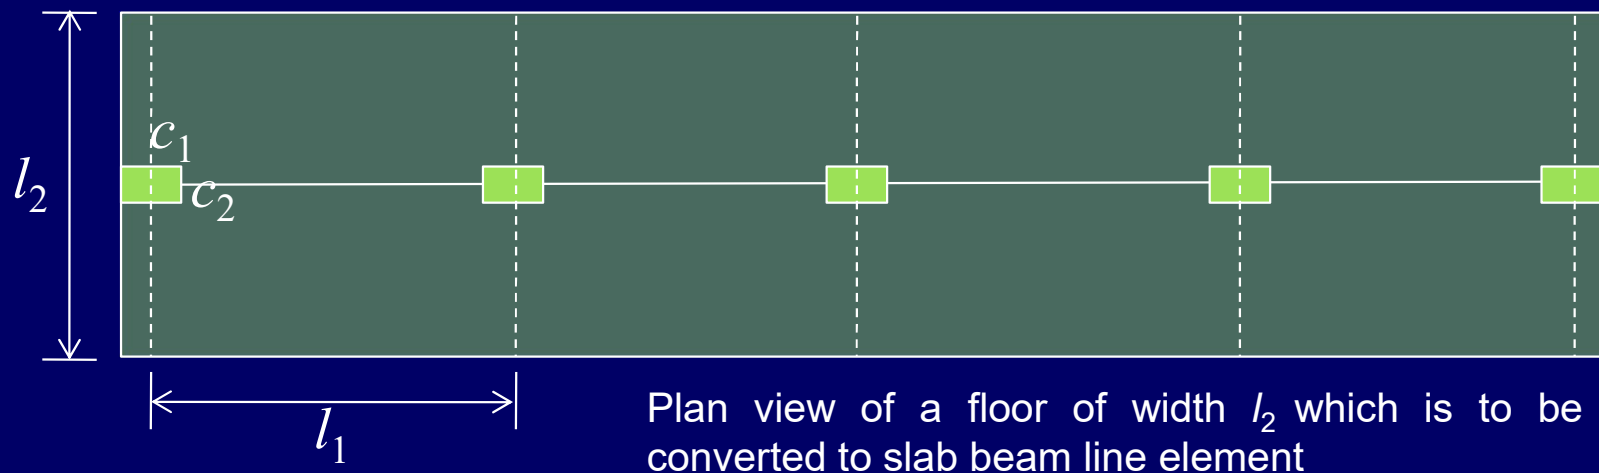 c₁
l₂
c₂
l₁
Plan view of a floor of width l₂ which is to be
converted to slab beam line element